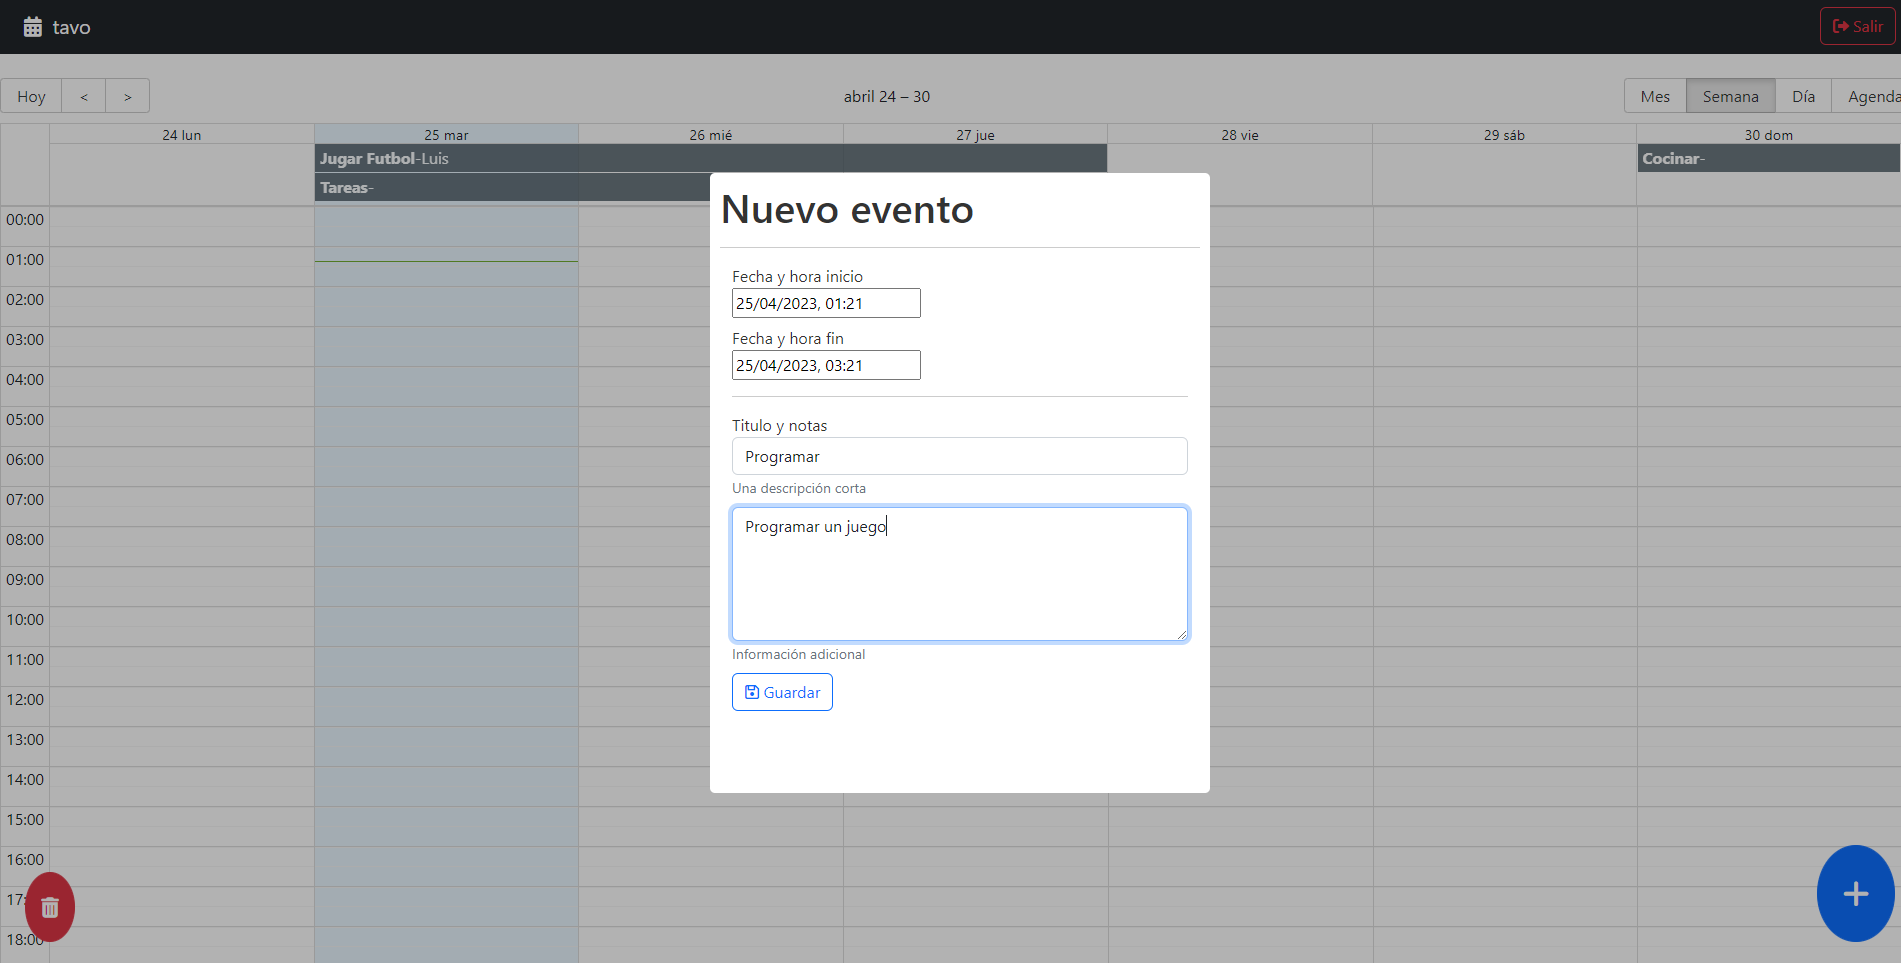 tavo
Salir
Hoy < >
abril 24 – 30
Mes Semana Día Agenda
24 lun 25 mar 26 mié 27 jue 28 vie 29 sáb 30 dom
Jugar Futbol-Luis
Cocinar-
Tareas-
00:00
01:00
02:00
03:00
04:00
05:00
06:00
07:00
08:00
09:00
10:00
11:00
12:00
13:00
14:00
15:00
16:00
17:
18:00
Nuevo evento
Fecha y hora inicio
25/04/2023, 01:21
Fecha y hora fin
25/04/2023, 03:21
Titulo y notas
Programar
Una descripción corta
Programar un juego
Información adicional
Guardar